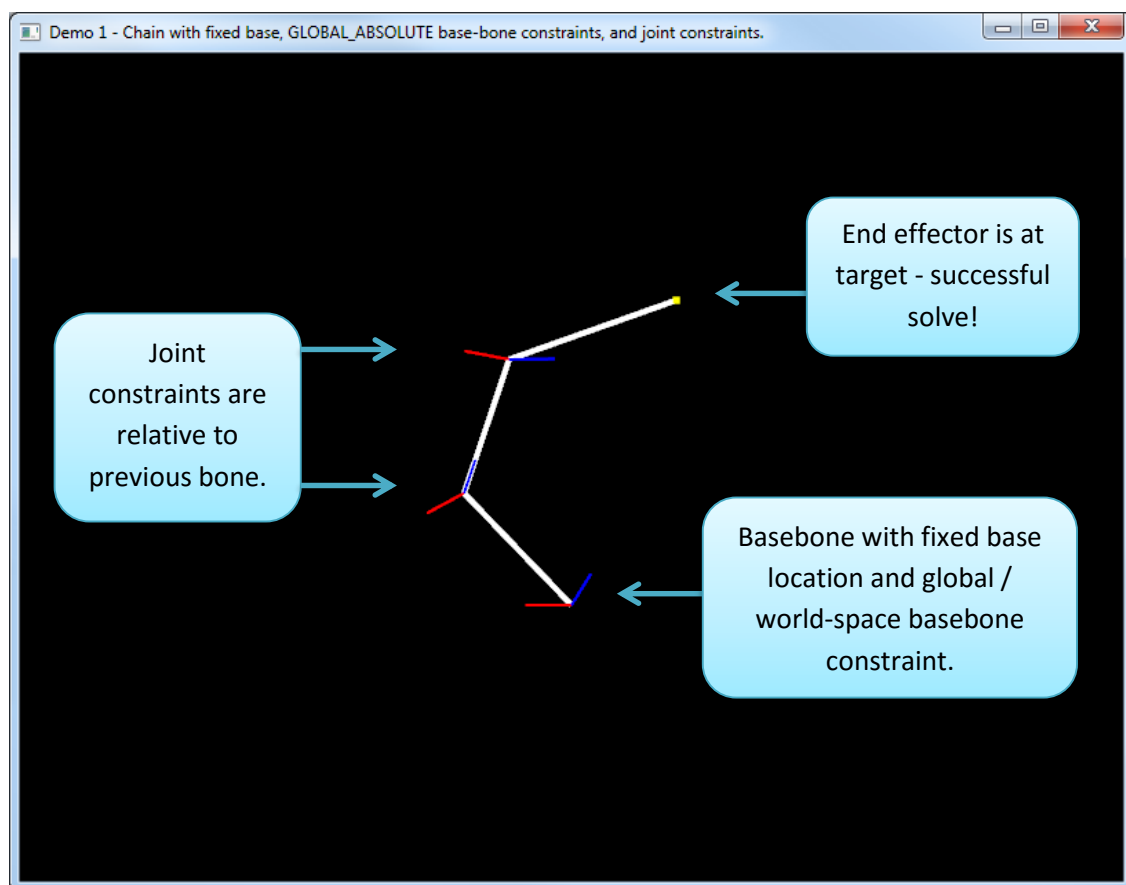 Demo 1 - Chain with fixed base, GLOBAL_ABSOLUTE base-bone constraints, and joint constraints.
End effector is at
target - successful
solve!
Joint
constraints are
relative to
previous bone.
Basebone with fixed base
location and global /
world-space basebone
constraint.